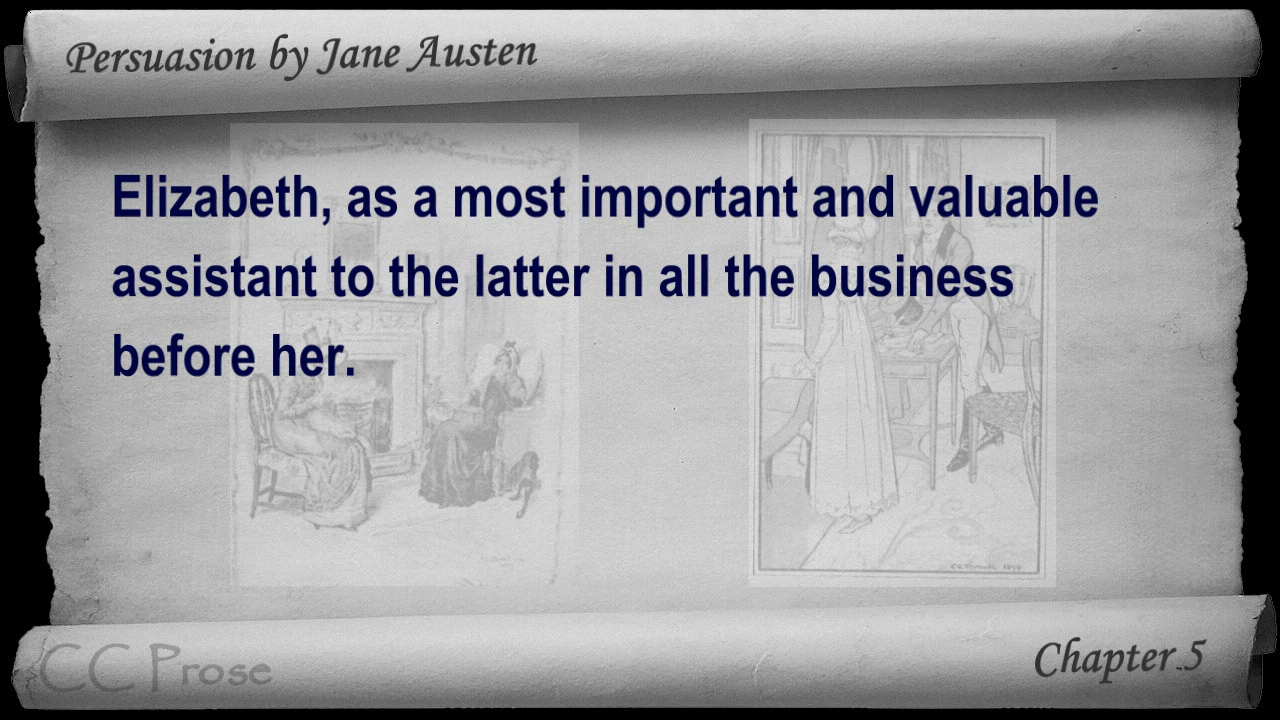 Persuasion by Jane Austen
Elizabeth, as a most important and valuable
assistant to the latter in all the business
before her.
CC Prose
Chapter 5